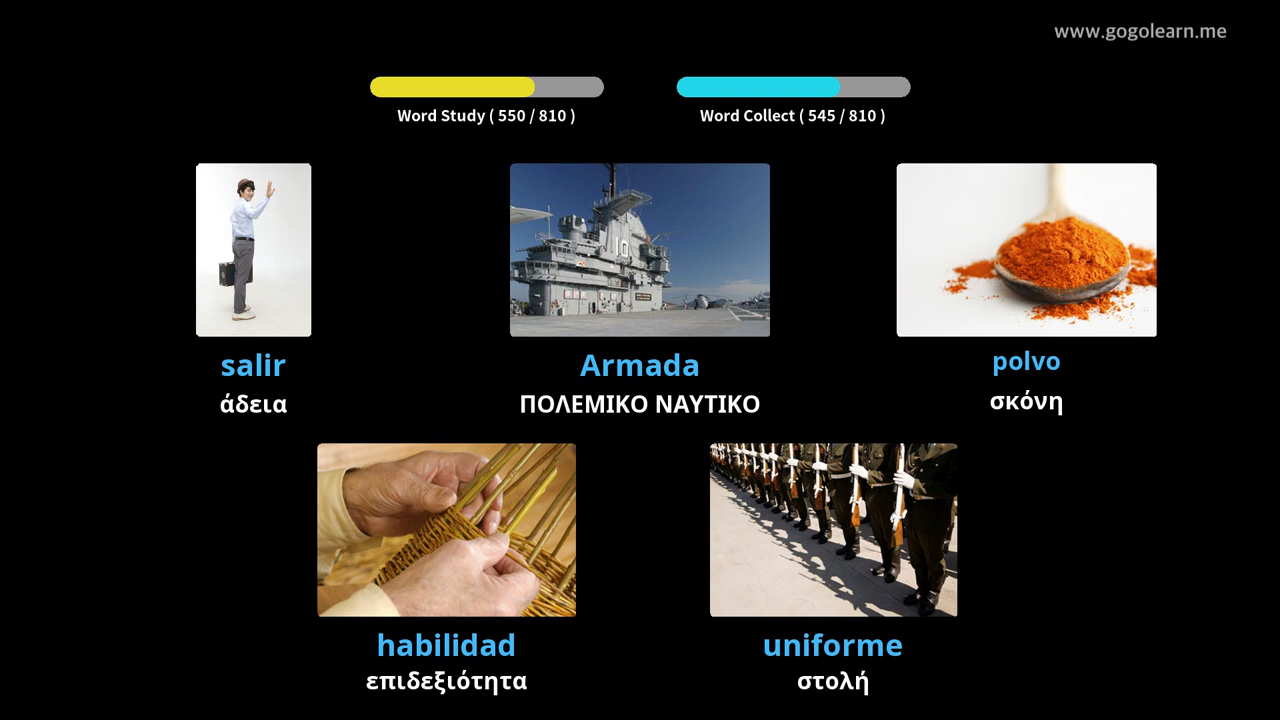 www.gogolearn.me
Word Study ( 550 / 810 )
Word Collect ( 545 / 810 )
salir
άδεια
Armada
ΠΟΛΕΜΙΚΟ ΝΑΥΤΙΚΟ
polvo
σκόνη
habilidad
επιδεξιότητα
uniforme
στολή
10